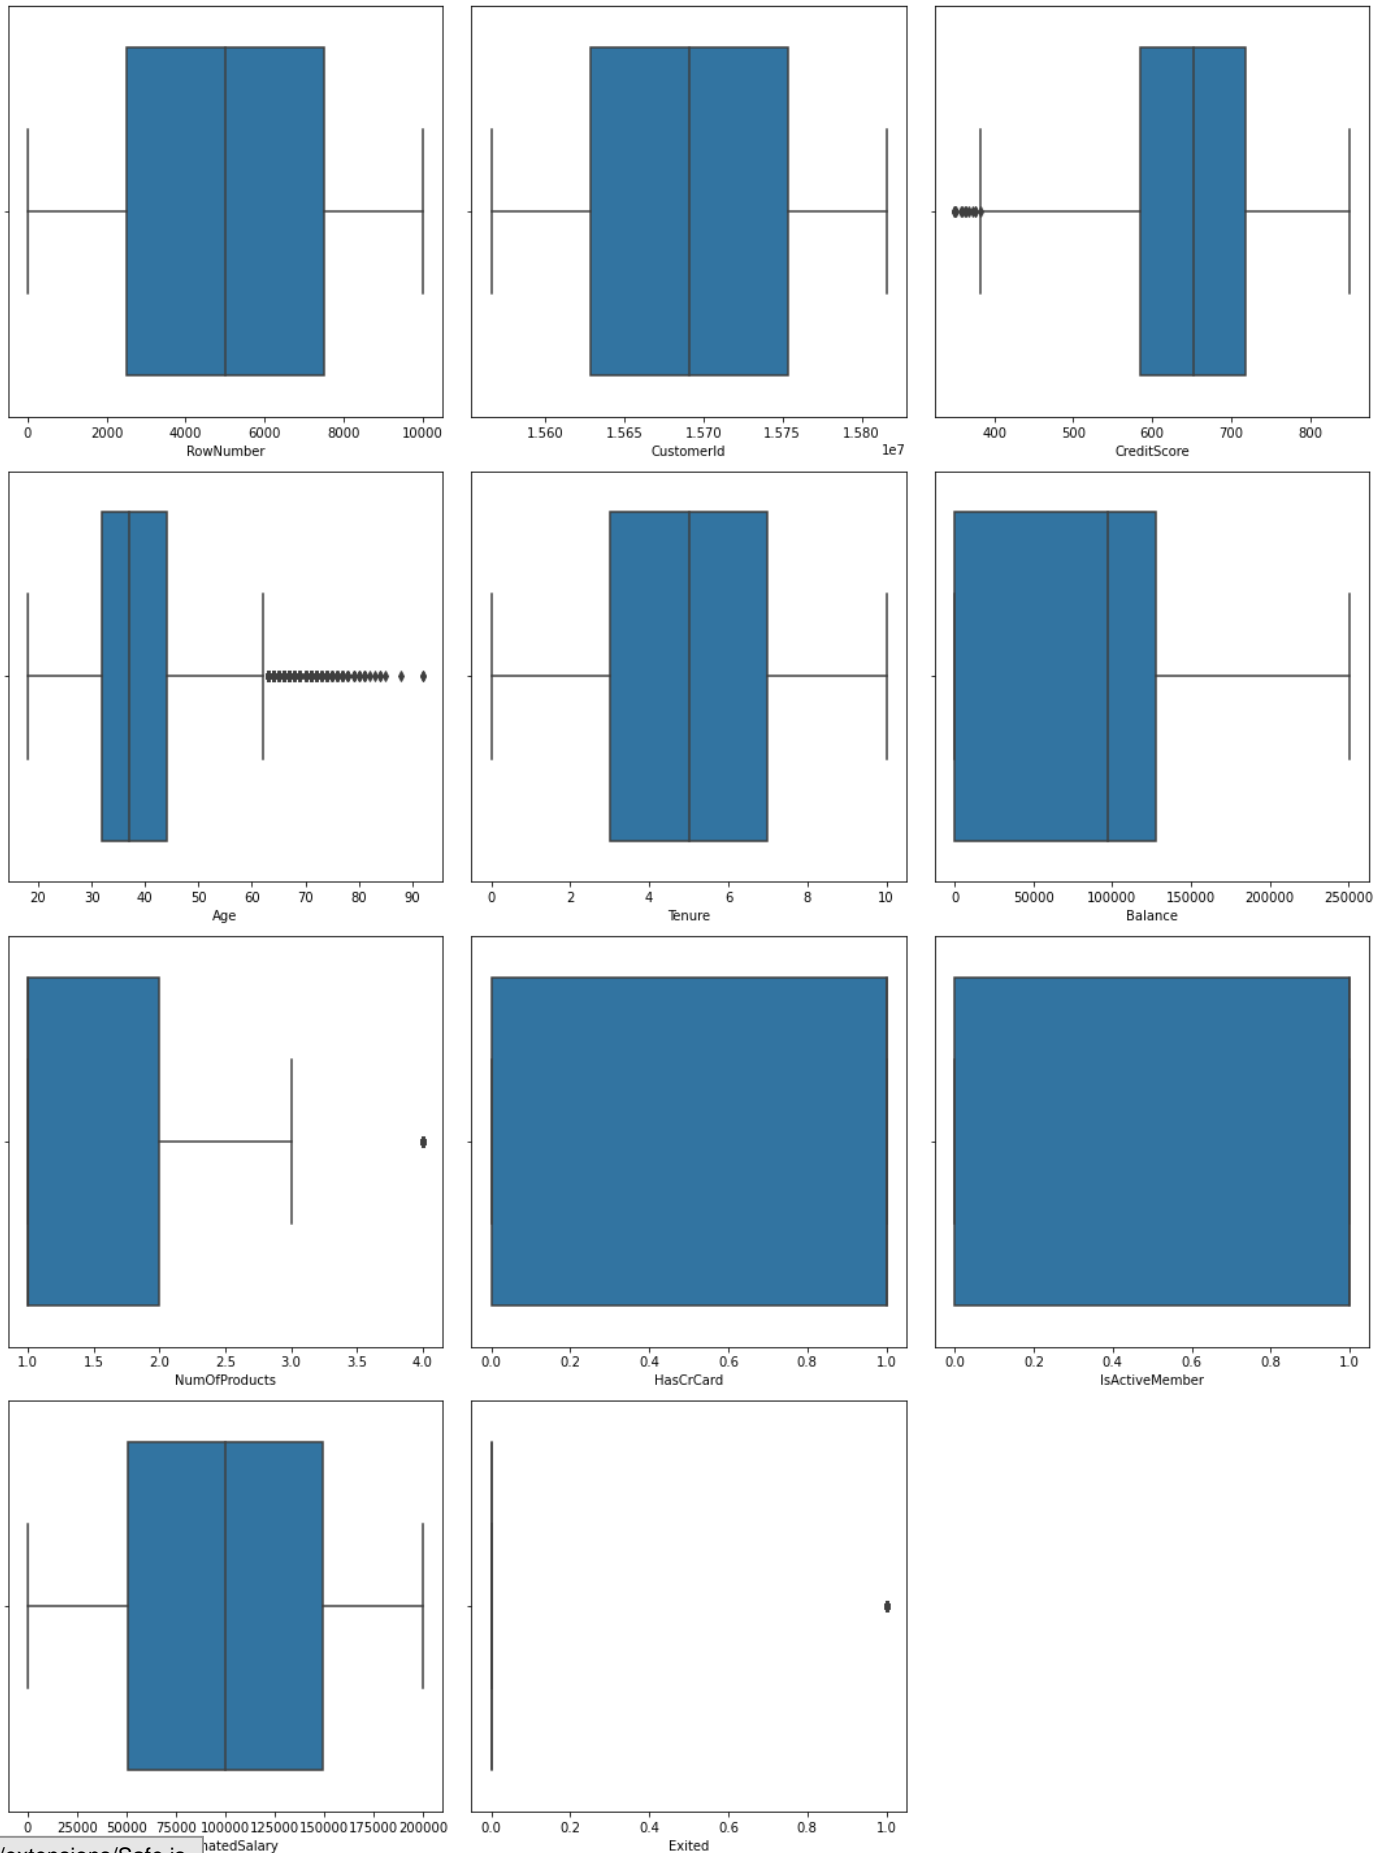 0 2000 4000 6000 8000 10000
RowNumber
1.560 1.565 1.570 1.575 1.580
1e7
CustomerId
400 500 600 700 800
CreditScore
20 30 40 50 60 70 80 90
Age
0 2 4 6 8 10
Tenure
0 50000 100000 150000 200000 250000
Balance
1.0 1.5 2.0 2.5 3.0 3.5 4.0
NumOfProducts
0.0 0.2 0.4 0.6 0.8 1.0
HasCrCard
0.0 0.2 0.4 0.6 0.8 1.0
IsActiveMember
0 25000 50000 75000 100000 125000 150000 175000 200000
natedSalary
0.0 0.2 0.4 0.6 0.8 1.0
Exited